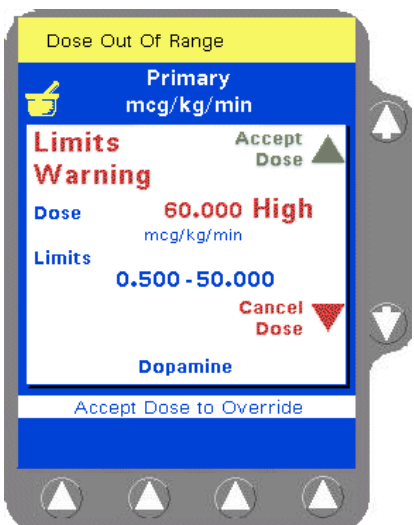 Dose Out Of Range
Primary
mcg/kg/min
Limits
Warning
Accept
Dose
Dose 60.000 High
mcg/kg/min
Limits
0.500 - 50.000
Cancel
Dose
Dopamine
Accept Dose to Override